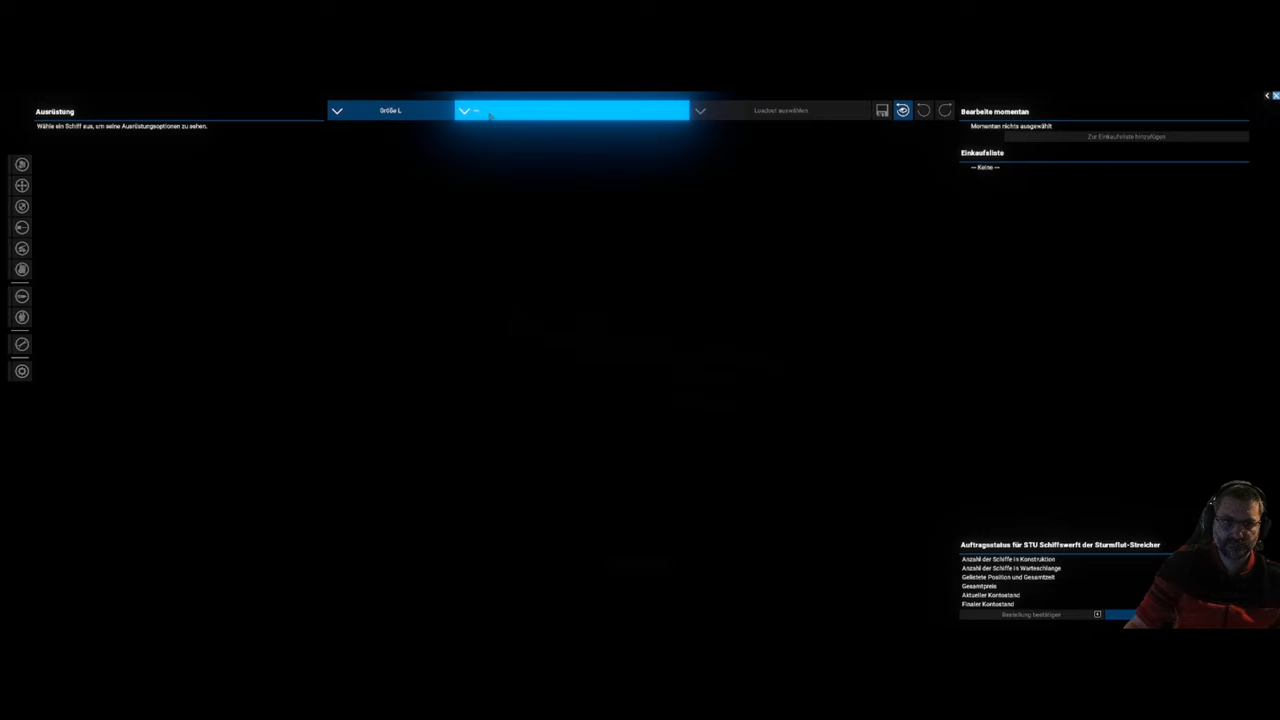 Ausrüstung
Wähle ein Schiff aus, um seine Ausrüstungsoptionen zu sehen.
Größe L
--
Loadout auswählen
Bearbeite momentan
Momentan nichts ausgewählt
Zur Einkaufsliste hinzufügen
Einkaufsliste
-- Keine --
Auftragsstatus für STU Schiffswerft der Sturmflut-Streicher
Anzahl der Schiffe in Konstruktion
Anzahl der Schiffe in Warteschlange
Gelistete Position und Gesamtzeit
Gesamtpreis
Aktueller Kontostand
Finaler Kontostand
Bestellung bestätigen